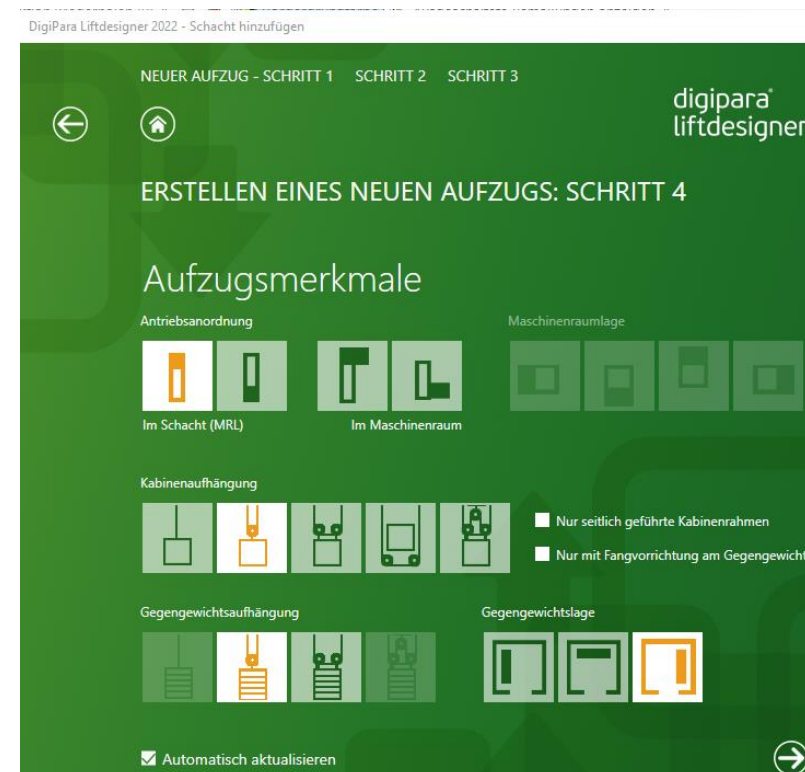 DigiPara Liftdesigner 2022 - Schacht hinzufügen
NEUER AUFZUG - SCHRITT 1 SCHRITT 2 SCHRITT 3
digipara®
liftdesigner
ERSTELLEN EINES NEUEN AUFZUGS: SCHRITT 4
Aufzugsmerkmale
Antriebsanordnung Maschinenraumlage
Im Schacht (MRL) Im Maschinenraum
Kabinenaufhängung
Nur seitlich geführte Kabinenrahmen
Nur mit Fangvorrichtung am Gegengewicht
Gegengewichtsaufhängung Gegengewichtslage
Automatisch aktualisieren